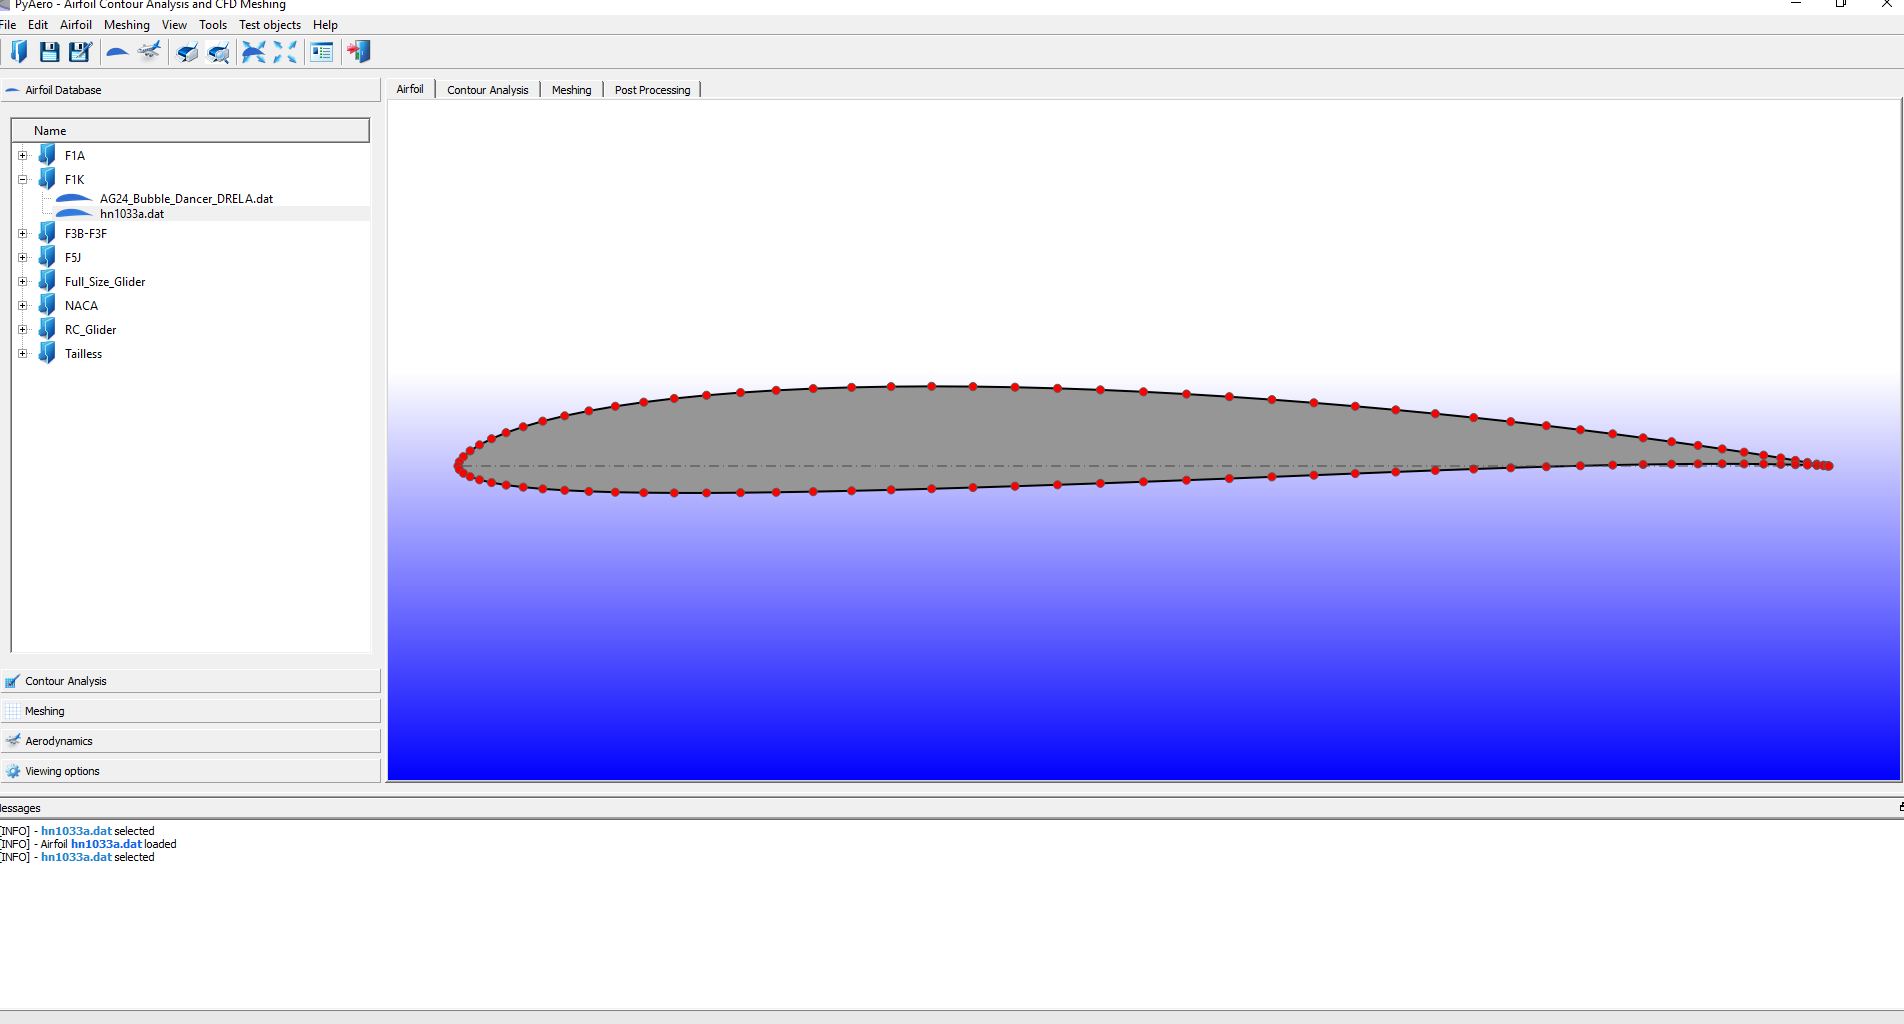 PyAero - Airfoil Contour Analysis and CFD Meshing
File Edit Airfoil Meshing View Tools Test objects Help
Airfoil Database
Name
F1A
F1K
AG24_Bubble_Dancer_DRELA.dat
hn1033a.dat
F3B-F3F
F5J
Full_Size_Glider
NACA
RC_Glider
Tailless
Contour Analysis
Meshing
Aerodynamics
Viewing options
Airfoil Contour Analysis Meshing Post Processing
Messages
[INFO] - hn1033a.dat selected
[INFO] - Airfoil hn1033a.dat loaded
[INFO] - hn1033a.dat selected